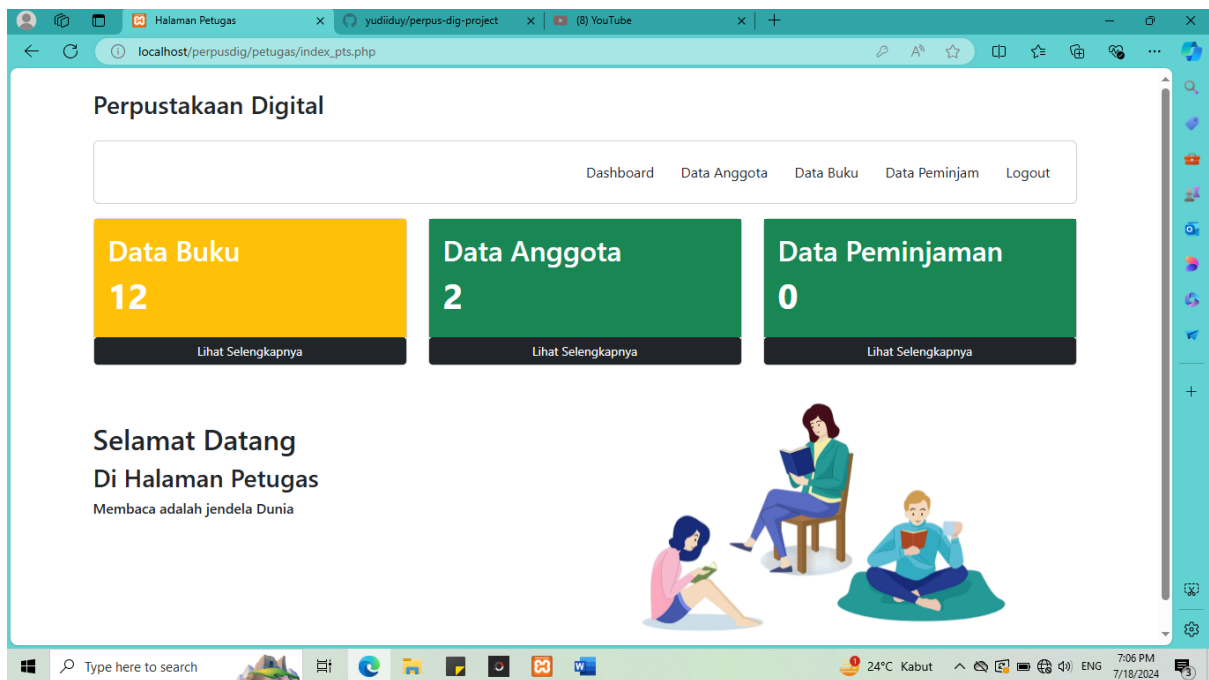 Halaman Petugas
yudiiduy/perpus-dig-project
(8) YouTube
localhost/perpusdig/petugas/index_pts.php
Perpustakaan Digital
Dashboard Data Anggota Data Buku Data Peminjam Logout
Data Buku
12
Lihat Selengkapnya
Data Anggota
2
Lihat Selengkapnya
Data Peminjaman
0
Lihat Selengkapnya
Selamat Datang
Di Halaman Petugas
Membaca adalah jendela Dunia
Type here to search
24°C Kabut
ENG
7:06 PM
7/18/2024